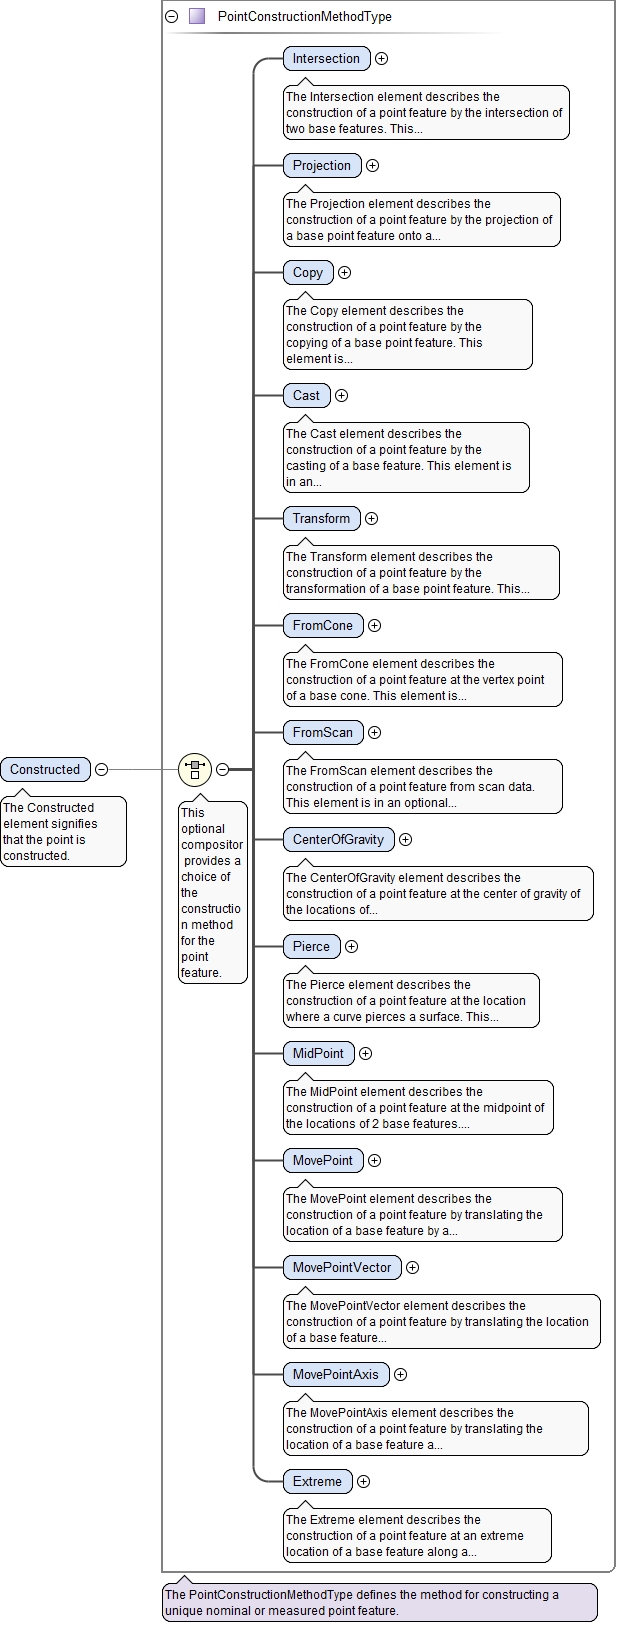 PointConstructionMethodType
Intersection
The Intersection element describes the
construction of a point feature by the intersection of
two base features. This...
Projection
The Projection element describes the
construction of a point feature by the projection of
a base point feature onto a...
Copy
The Copy element describes the
construction of a point feature by the
copying of a base point feature. This
element is...
Cast
The Cast element describes the
construction of a point feature by the
casting of a base feature. This element is
in an...
Transform
The Transform element describes the
construction of a point feature by the
transformation of a base point feature. This...
FromCone
The FromCone element describes the
construction of a point feature at the vertex point
of a base cone. This element is...
FromScan
The FromScan element describes the
construction of a point feature from scan data.
This element is in an optional...
Constructed
The Constructed
element signifies
that the point is
constructed.
This
optional
compositor
provides a
choice of
the
constructio
n method
for the
point
feature.
CenterOfGravity
The CenterOfGravity element describes the
construction of a point feature at the center of gravity of
the locations of...
Pierce
The Pierce element describes the
construction of a point feature at the location
where a curve pierces a surface. This...
MidPoint
The MidPoint element describes the
construction of a point feature at the midpoint of
the locations of 2 base features....
MovePoint
The MovePoint element describes the
construction of a point feature by translating the
location of a base feature by a...
MovePointVector
The MovePointVector element describes the
construction of a point feature by translating the location
of a base feature...
MovePointAxis
The MovePointAxis element describes the
construction of a point feature by translating the
location of a base feature a...
Extreme
The Extreme element describes the
construction of a point feature at an extreme
location of a base feature along a...
The PointConstructionMethodType defines the method for constructing a
unique nominal or measured point feature.